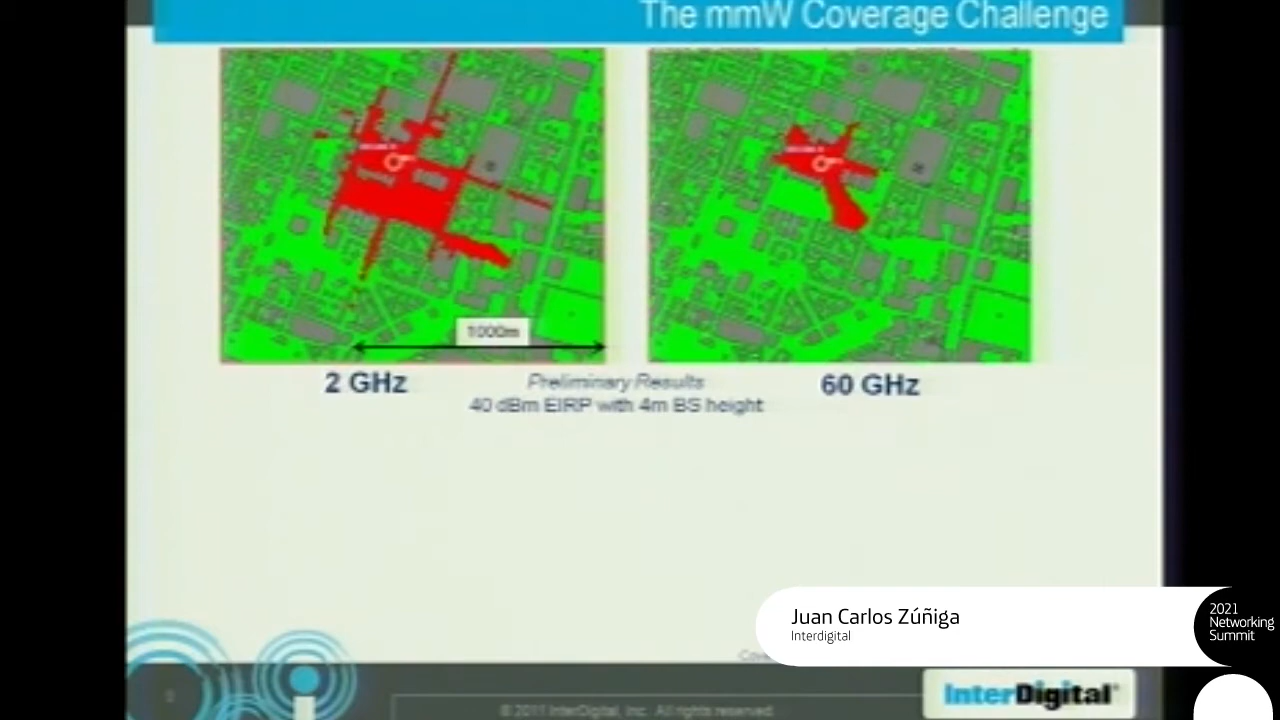 The mmW Coverage Challenge
1000m
2 GHz
Preliminary Results
60 GHz
40 dBm EIRP with 4m BS height
Juan Carlos Zúñiga
Interdigital
2021
Networking
Summit
InterDigital
© 2011 InterDigital, Inc. All rights reserved.